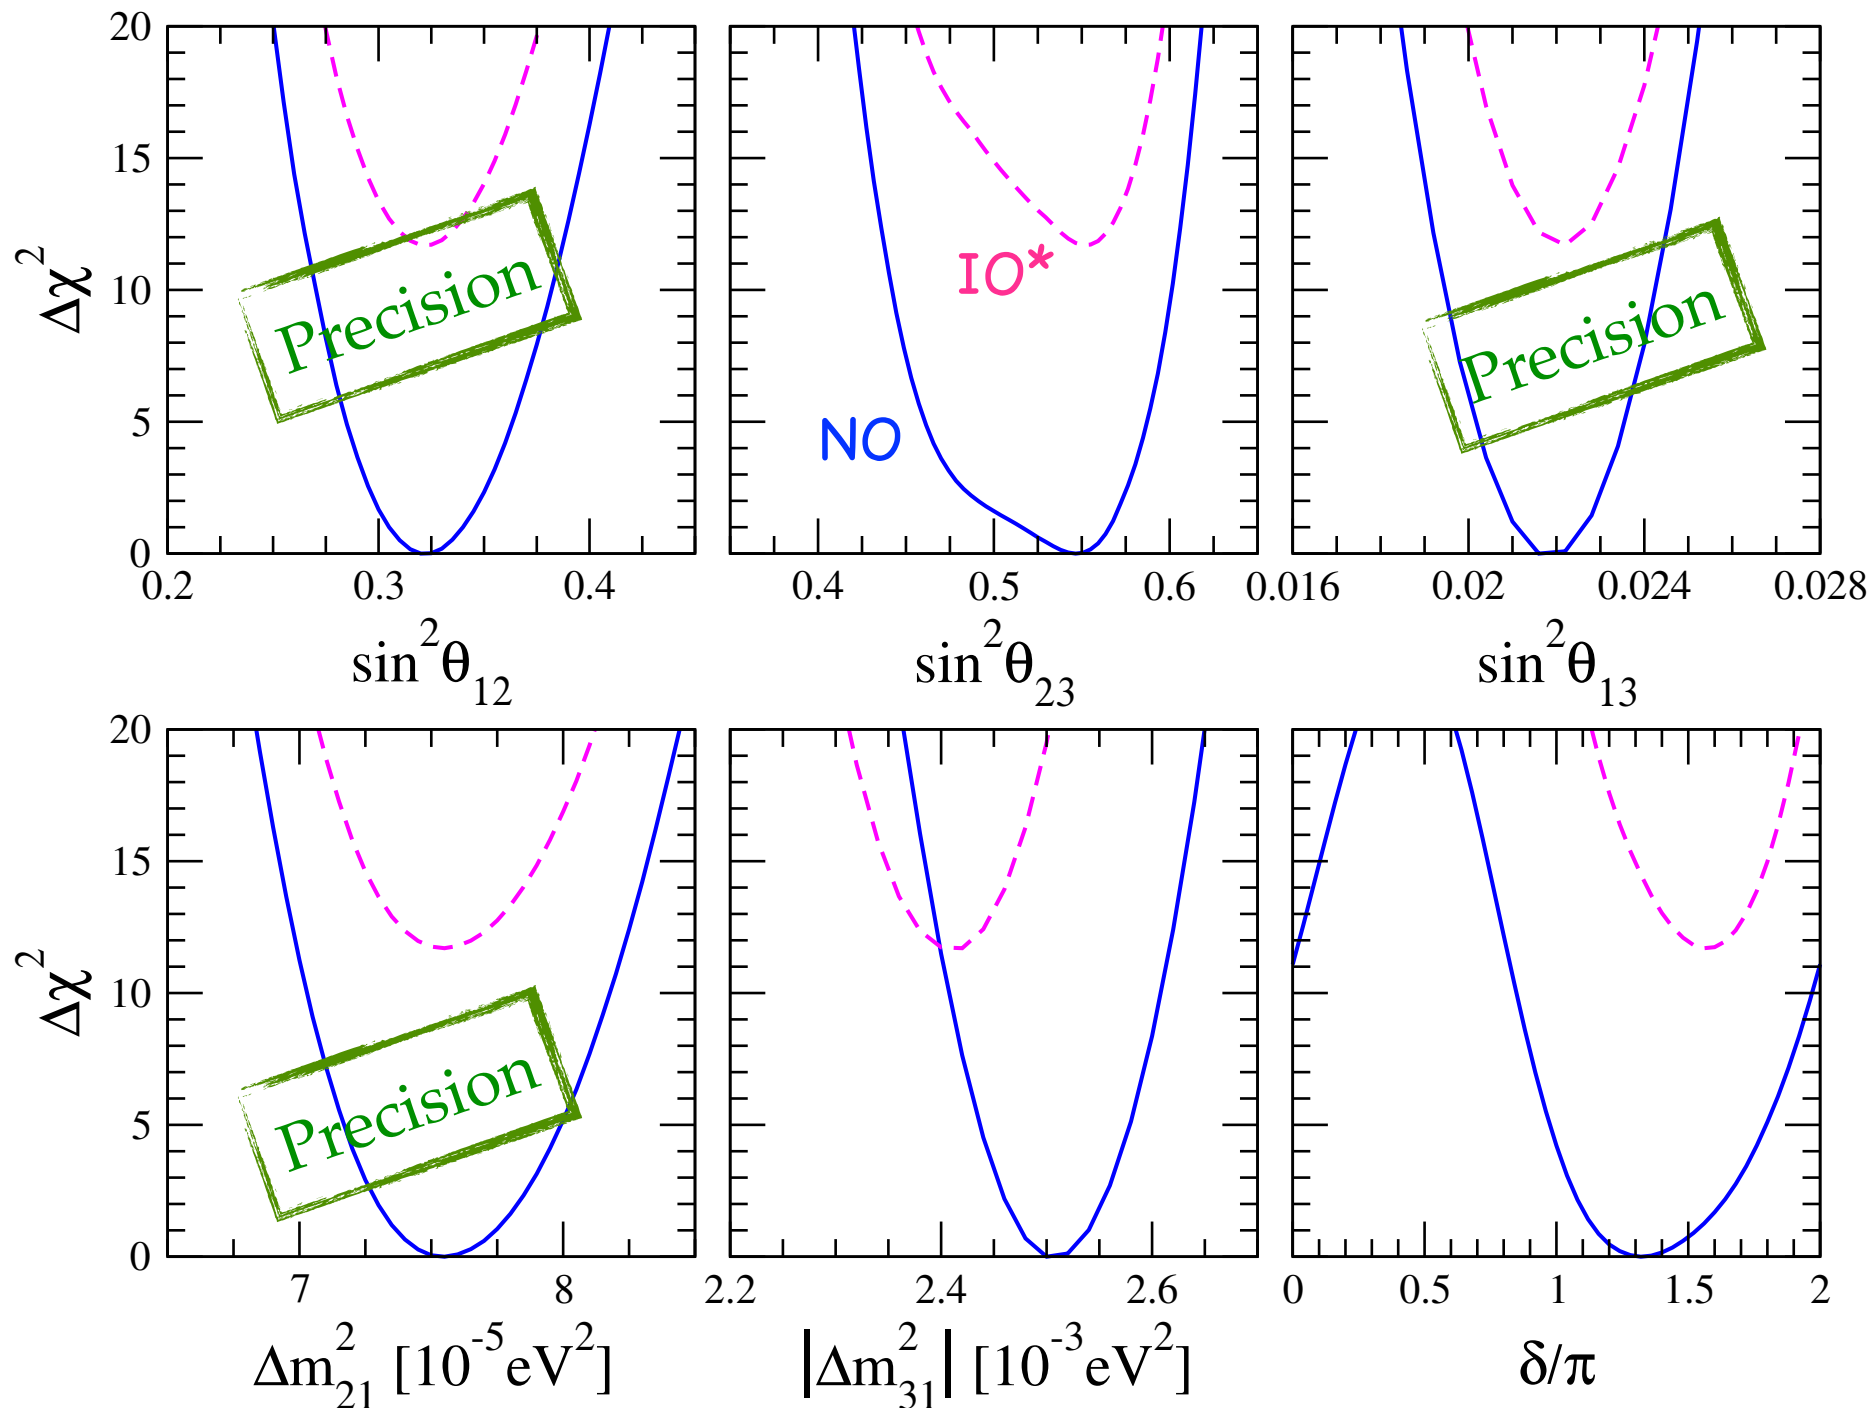 20
15
10
5
0
Δχ²
Precision
0.2 0.3 0.4
sin²θ₁₂
IO*
NO
0.4 0.5 0.6
sin²θ₂₃
Precision
0.016 0.02 0.024 0.028
sin²θ₁₃
20
15
10
5
0
Δχ²
Precision
7 8
Δm²₂₁ [10⁻⁵eV²]
2.2 2.4 2.6
|Δm²₃₁| [10⁻³eV²]
0 0.5 1 1.5 2
δ/π